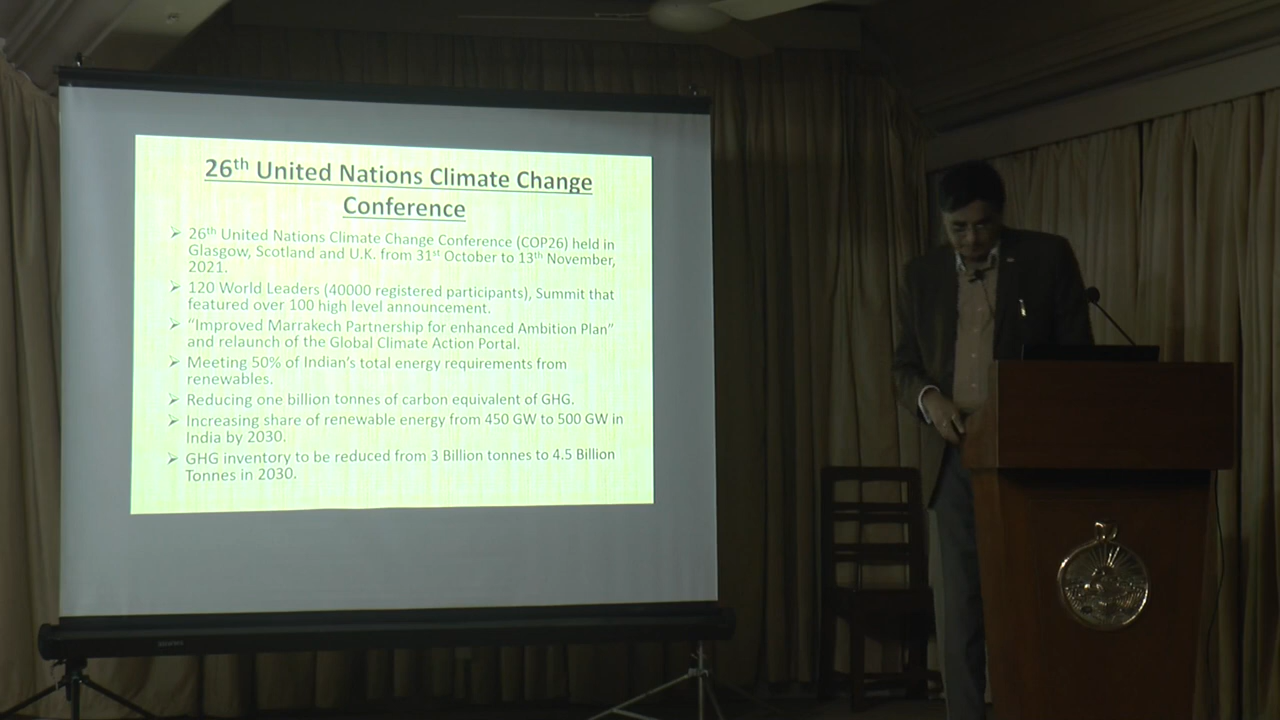 26th United Nations Climate Change
Conference
➢ 26th United Nations Climate Change Conference (COP26) held in
Glasgow, Scotland and U.K. from 31st October to 13th November,
2021.
➢ 120 World Leaders (40000 registered participants), Summit that
featured over 100 high level announcement.
➢ “Improved Marrakech Partnership for enhanced Ambition Plan”
and relaunch of the Global Climate Action Portal.
➢ Meeting 50% of Indian’s total energy requirements from
renewables.
➢ Reducing one billion tonnes of carbon equivalent of GHG.
➢ Increasing share of renewable energy from 450 GW to 500 GW in
India by 2030.
➢ GHG inventory to be reduced from 3 Billion tonnes to 4.5 Billion
Tonnes in 2030.